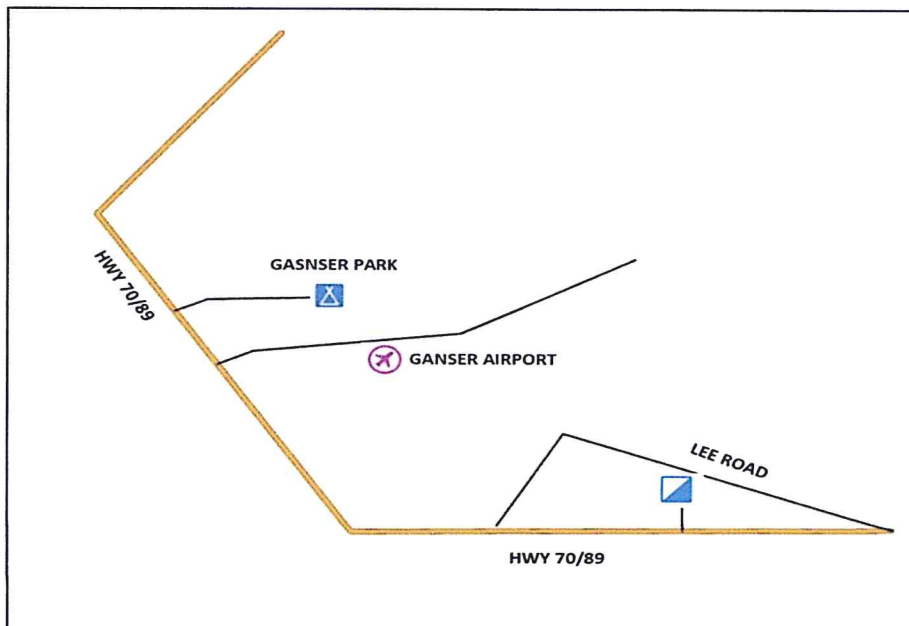 GASNSER PARK
HWY 70/89
GANSER AIRPORT
LEE ROAD
HWY 70/89